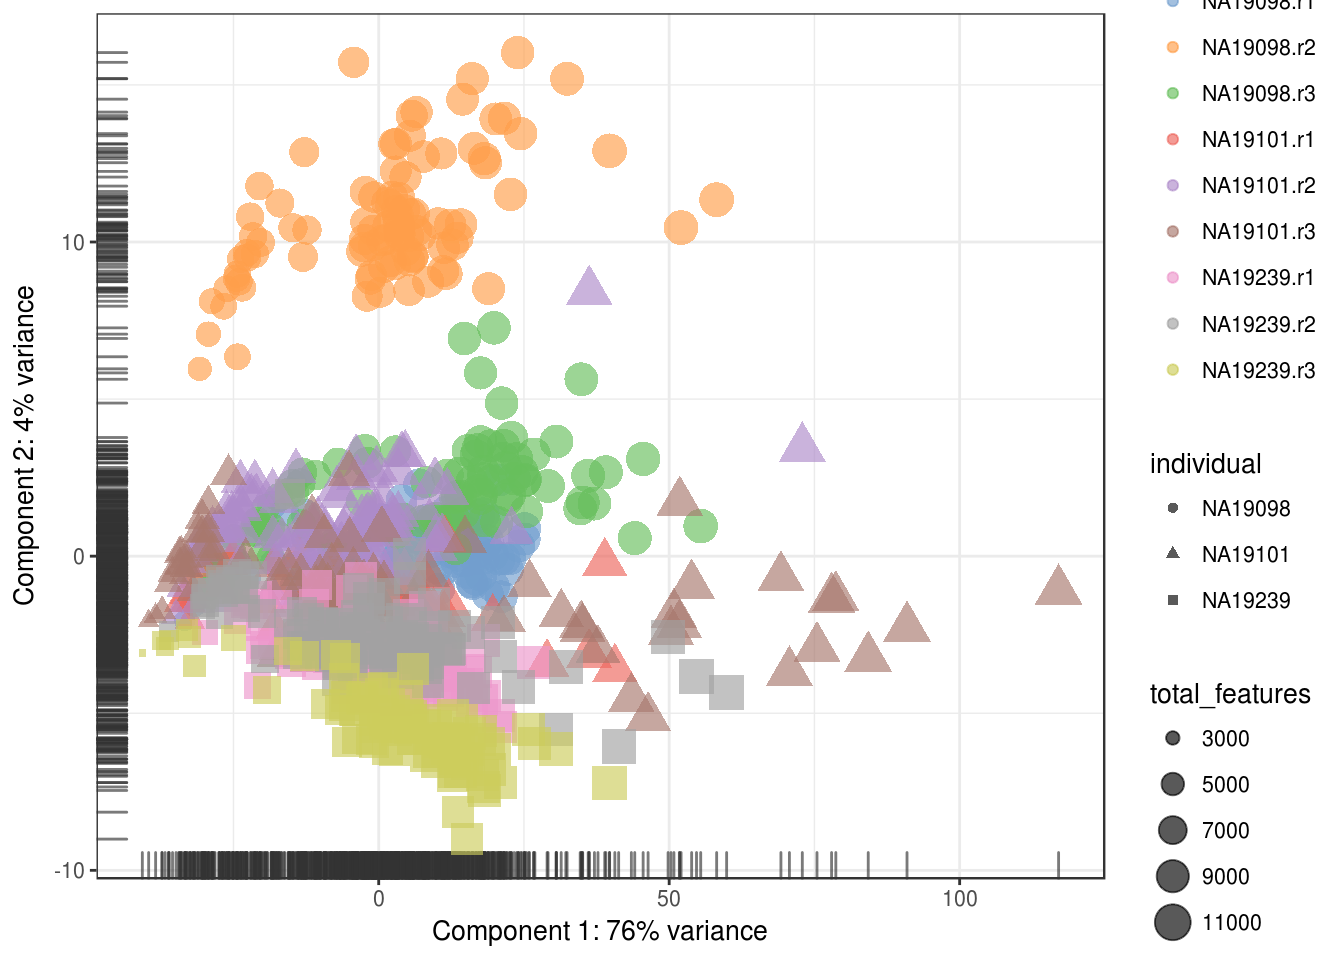 NA19098.r1
NA19098.r2
NA19098.r3
NA19101.r1
NA19101.r2
NA19101.r3
NA19239.r1
NA19239.r2
NA19239.r3
individual
NA19098
NA19101
NA19239
total_features
3000
5000
7000
9000
11000
10
0
-10
Component 2: 4% variance
0
50
100
Component 1: 76% variance